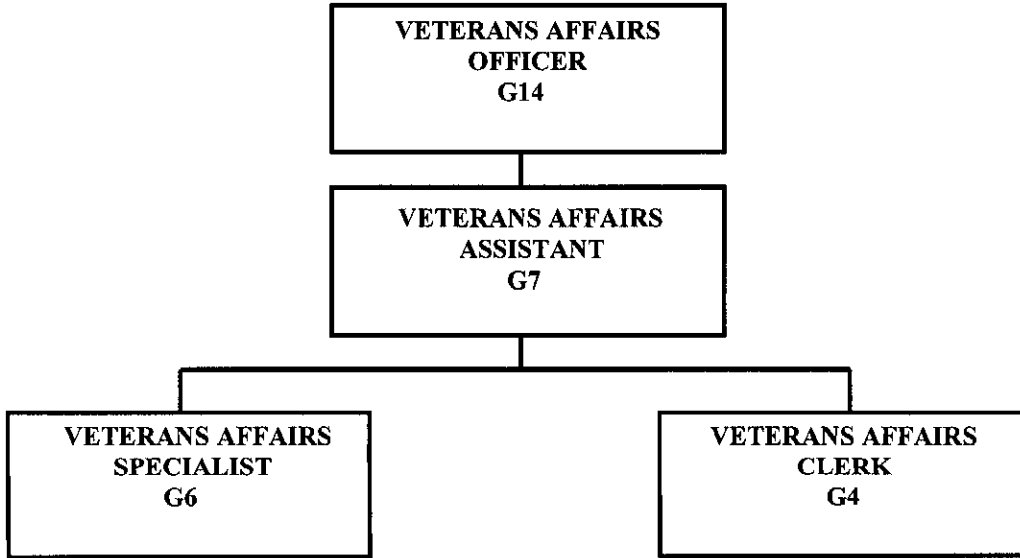 VETERANS AFFAIRS
OFFICER
G14
VETERANS AFFAIRS
ASSISTANT
G7
VETERANS AFFAIRS
SPECIALIST
G6
VETERANS AFFAIRS
CLERK
G4